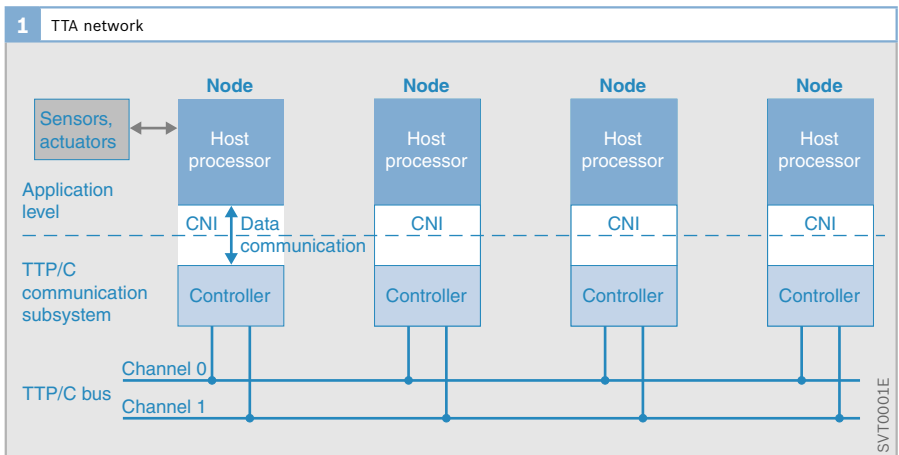 1 TTA network
Node Node Node Node
Sensors,
actuators
Host
processor
Host
processor
Host
processor
Host
processor
Application
level
CNI Data
communication
CNI
CNI
CNI
TTP/C
communication
subsystem
Controller Controller Controller Controller
Channel 0
TTP/C bus
Channel 1
SVT0001E